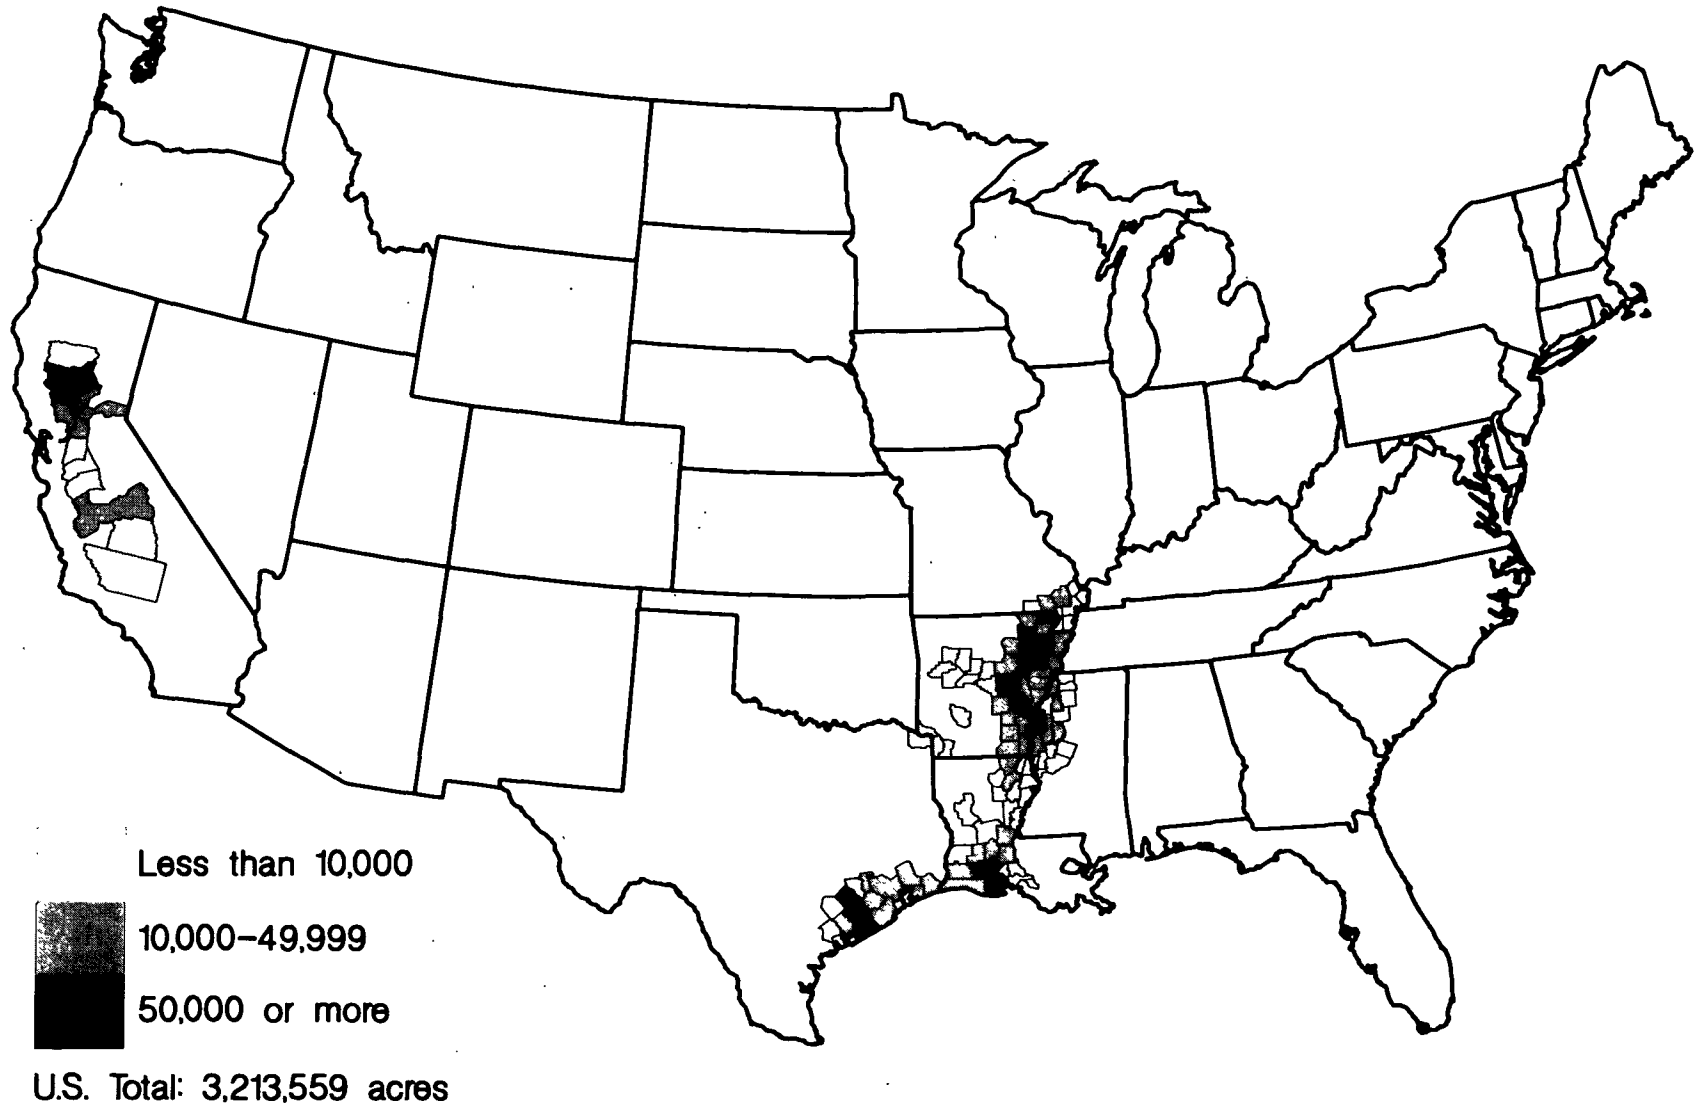 Less than 10,000
10,000–49,999
50,000 or more
U.S. Total: 3,213,559 acres